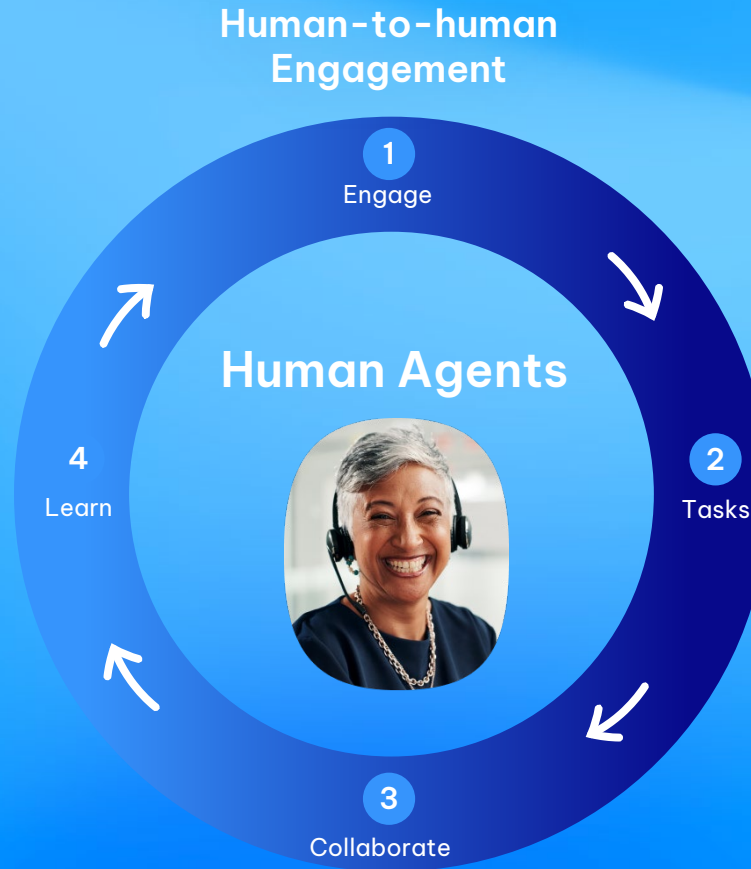 Human-to-human
Engagement
1
Engage
Human Agents
4
Learn
2
Tasks
3
Collaborate